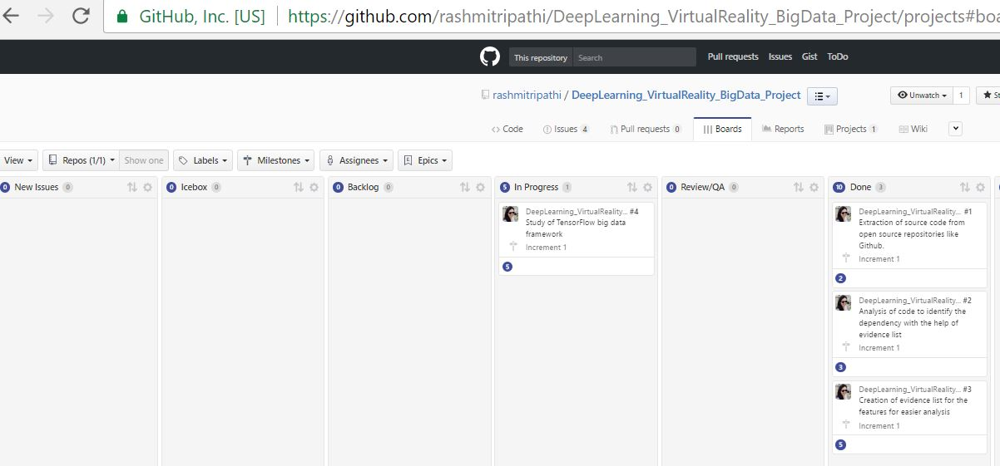 GitHub, Inc. [US] https://github.com/rashmitripathi/DeepLearning_VirtualReality_BigData_Project/projects#boa
This repository Search Pull requests Issues Gist ToDo
rashmitripathi / DeepLearning_VirtualReality_BigData_Project Unwatch 1 St
Code Issues 4 Pull requests 0 Boards Reports Projects 1 Wiki
View Repos (1/1) Show one Labels Milestones Assignees Epics
0 New Issues 0
0 Icebox 0
0 Backlog 0
5 In Progress 1
DeepLearning_VirtualReality... #4
Study of TensorFlow big data
framework
Increment 1
5
0 Review/QA 0
10 Done 3
DeepLearning_VirtualReality... #1
Extraction of source code from
open source repositories like
Github.
Increment 1
2
DeepLearning_VirtualReality... #2
Analysis of code to identify the
dependency with the help of
evidence list
Increment 1
3
DeepLearning_VirtualReality... #3
Creation of evidence list for the
features for easier analysis
Increment 1
5